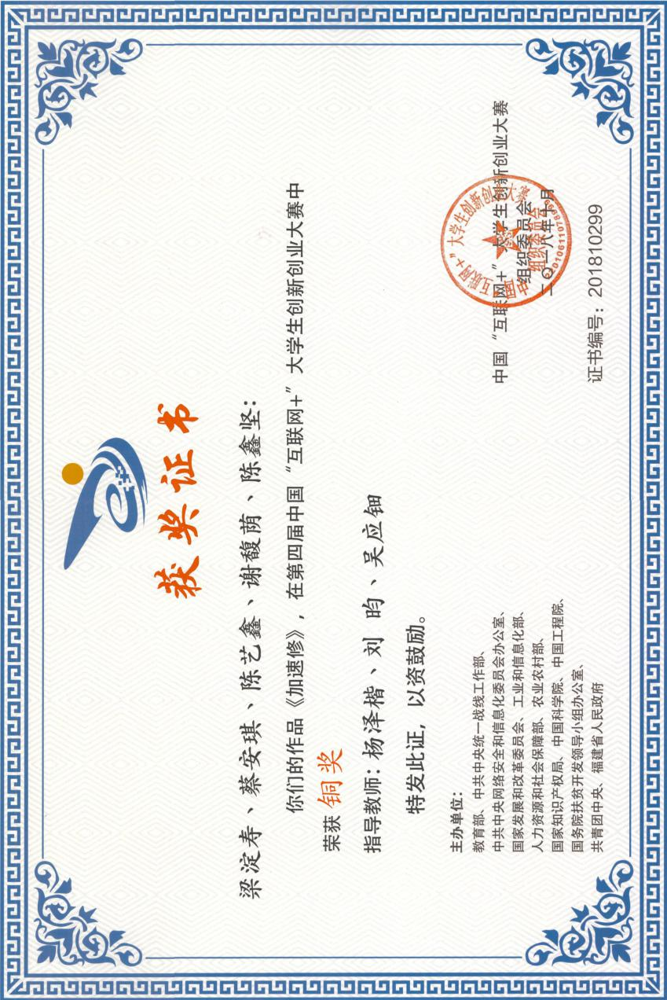 获奖证书
梁淀寿、蔡安琪、陈艺鑫、谢馥荫、陈鑫坚：
你们的作品《加速修》，在第四届中国“互联网+”大学生创新创业大赛中
荣获 铜奖
指导教师：杨泽楷、刘 昀、吴应钿
特发此证，以资鼓励。
主办单位：
教育部、中共中央统一战线工作部、
中共中央网络安全和信息化委员会办公室、
国家发展和改革委员会、工业和信息化部、
人力资源和社会保障部、农业农村部、
国家知识产权局、中国科学院、中国工程院、
国务院扶贫开发领导小组办公室、
共青团中央、福建省人民政府
中国“互联网+”大学生创新创业大赛
组织委员会
二〇一八年十月
中国“互联网+”大学生创新创业大赛
组织委员会
证书编号：201810299